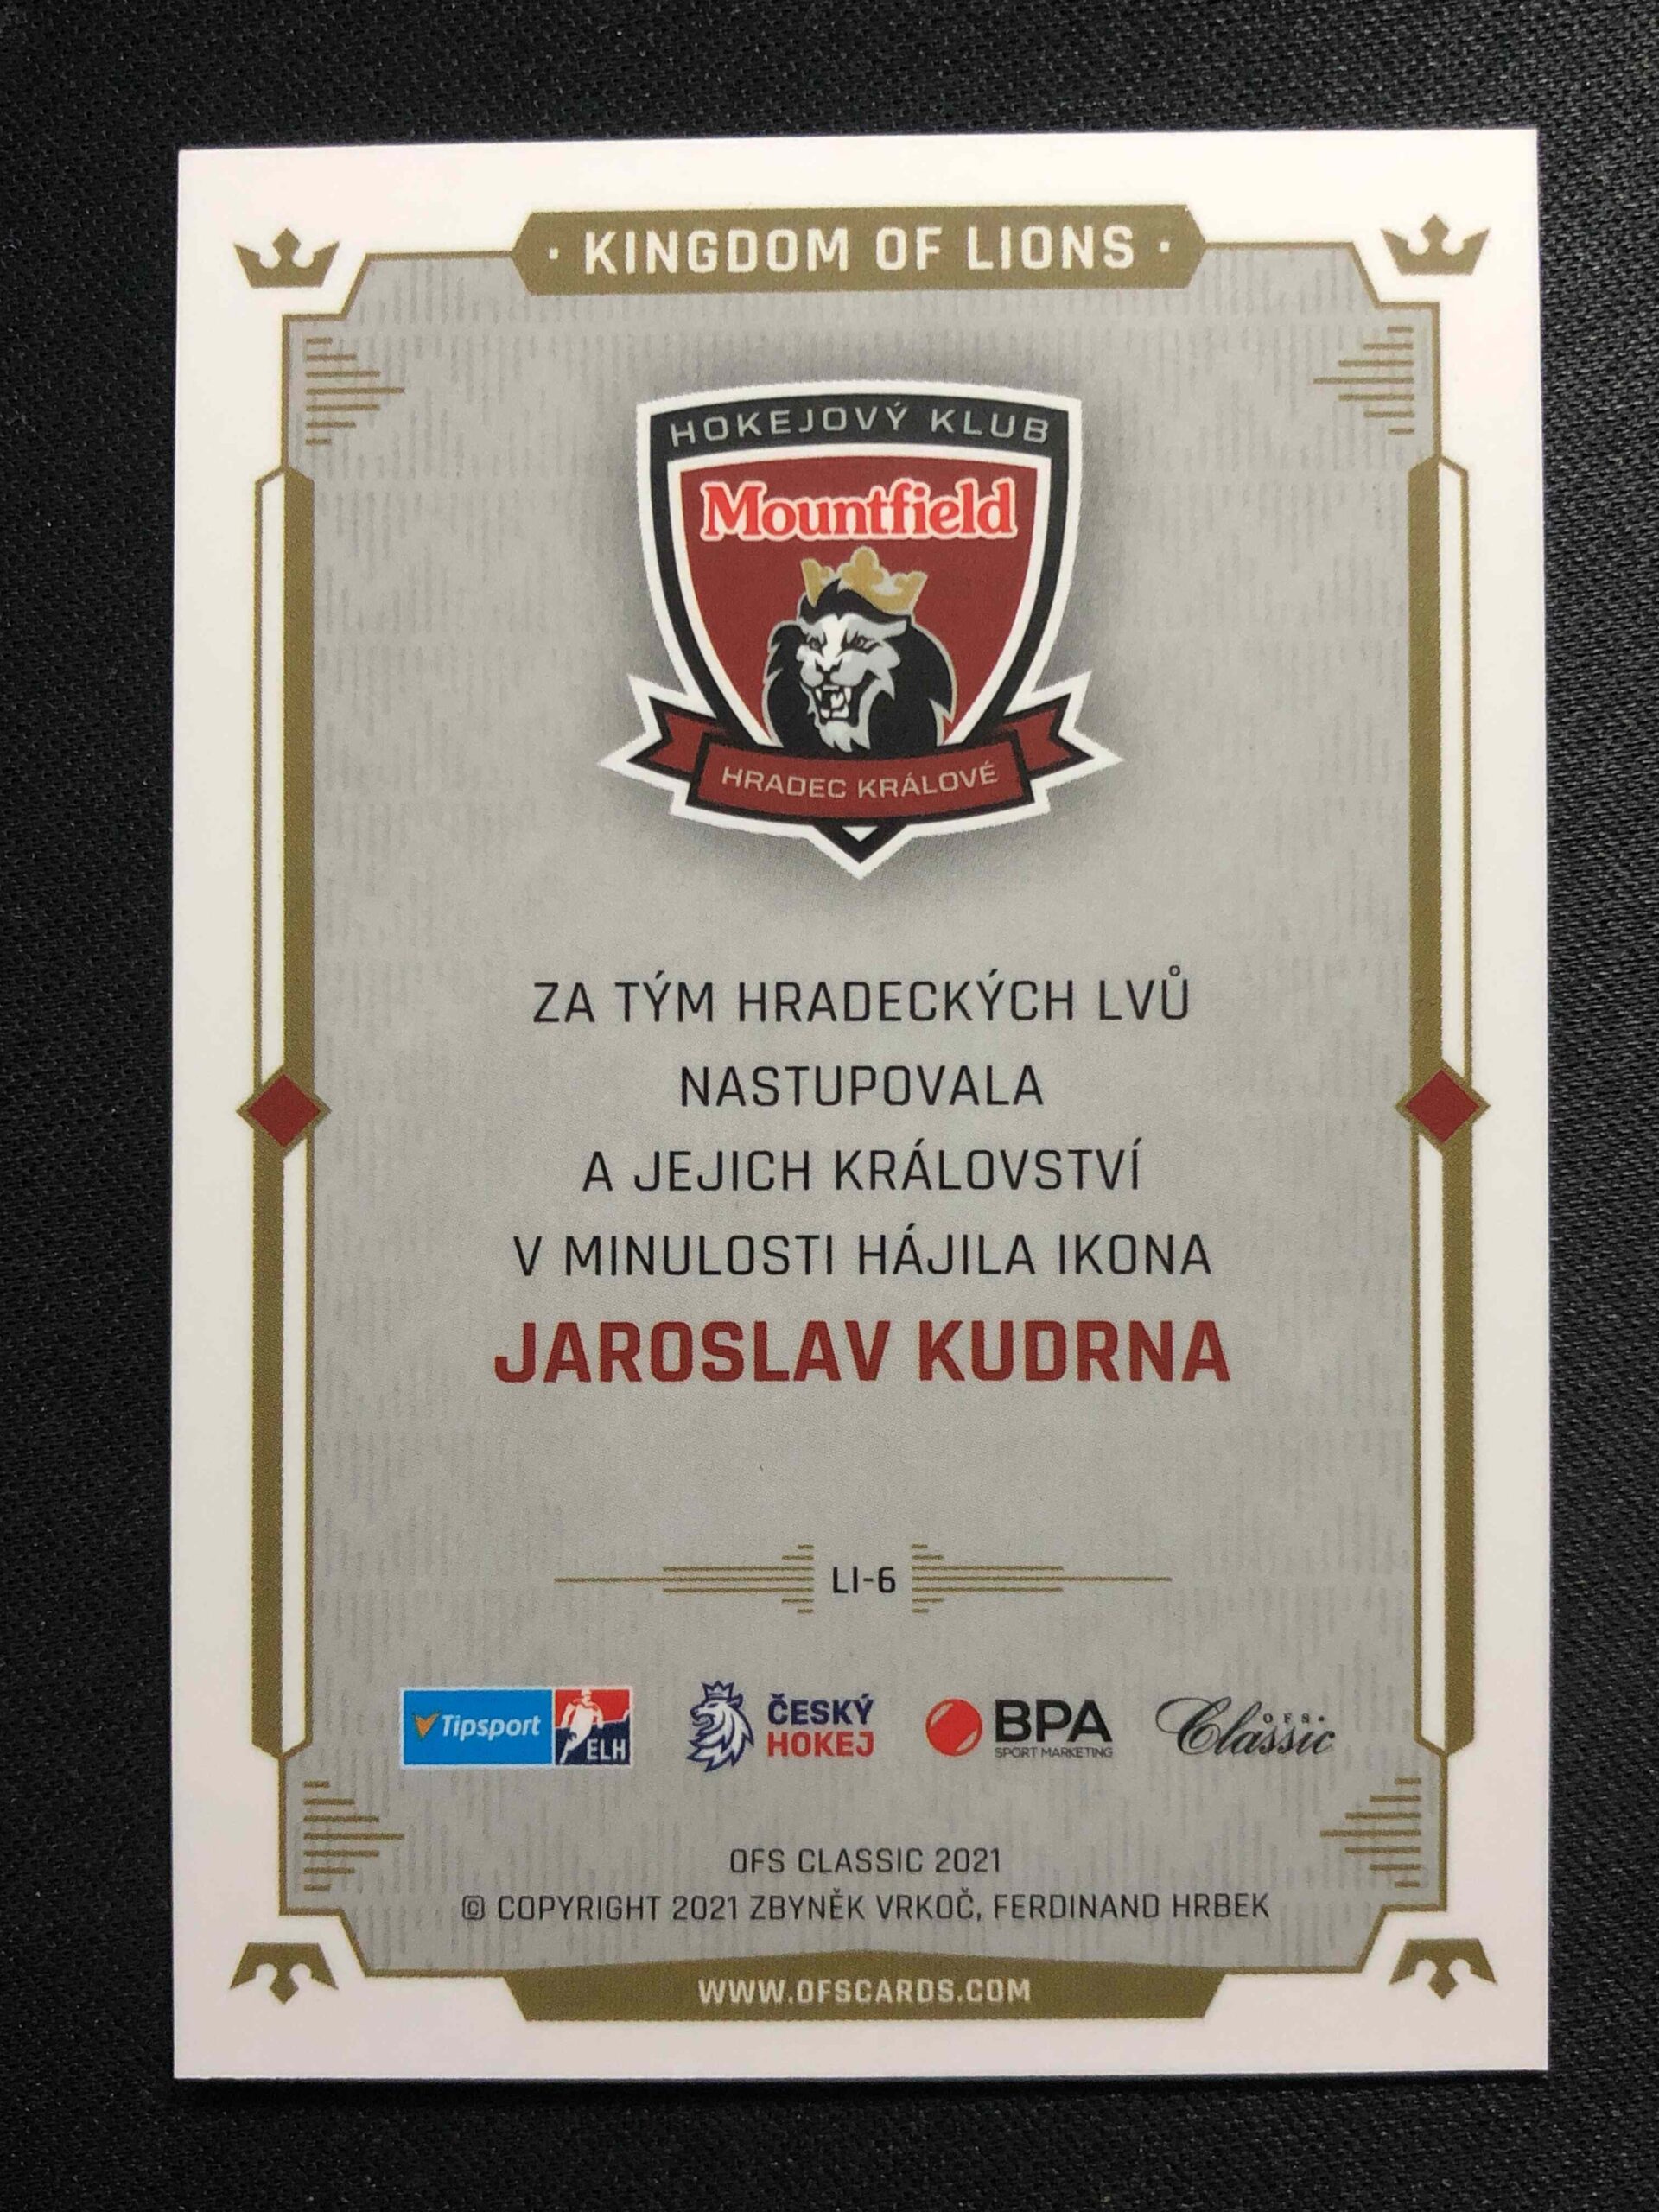 · KINGDOM OF LIONS ·
HOKEJOVÝ KLUB
Mountfield
HRADEC KRÁLOVÉ
ZA TÝM HRADECKÝCH LVŮ
NASTUPOVALA
A JEJICH KRÁLOVSTVÍ
V MINULOSTI HÁJILA IKONA
JAROSLAV KUDRNA
LI-6
Tipsport ELH
ČESKÝ
HOKEJ
BPA
SPORT MARKETING
OFS
Classic
OFS CLASSIC 2021
© COPYRIGHT 2021 ZBYNĚK VRKOČ, FERDINAND HRBEK
WWW.OFSCARDS.COM